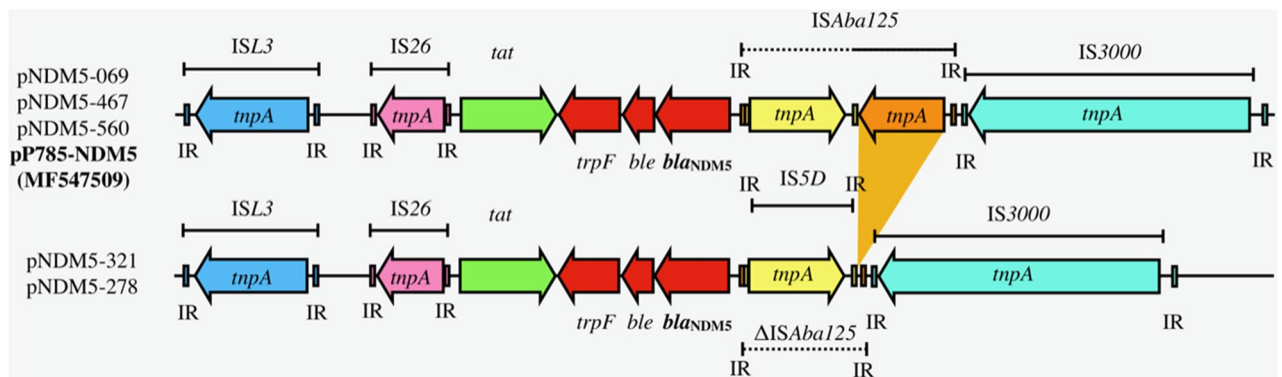 ISAba125
ISL3 IS26 tat IS3000
IR IR
pNDM5-069
pNDM5-467
pNDM5-560
pP785-NDM5
(MF547509)
tnpA tnpA tnpA tnpA tnpA
IR IR IR IR trpF ble blaNDM5 IR IR
IR IS5D IR
ISL3 IS26 tat IS3000
pNDM5-321
pNDM5-278
tnpA tnpA tnpA tnpA
IR IR IR IR trpF ble blaNDM5 IR IR
ΔISAba125
IR IR